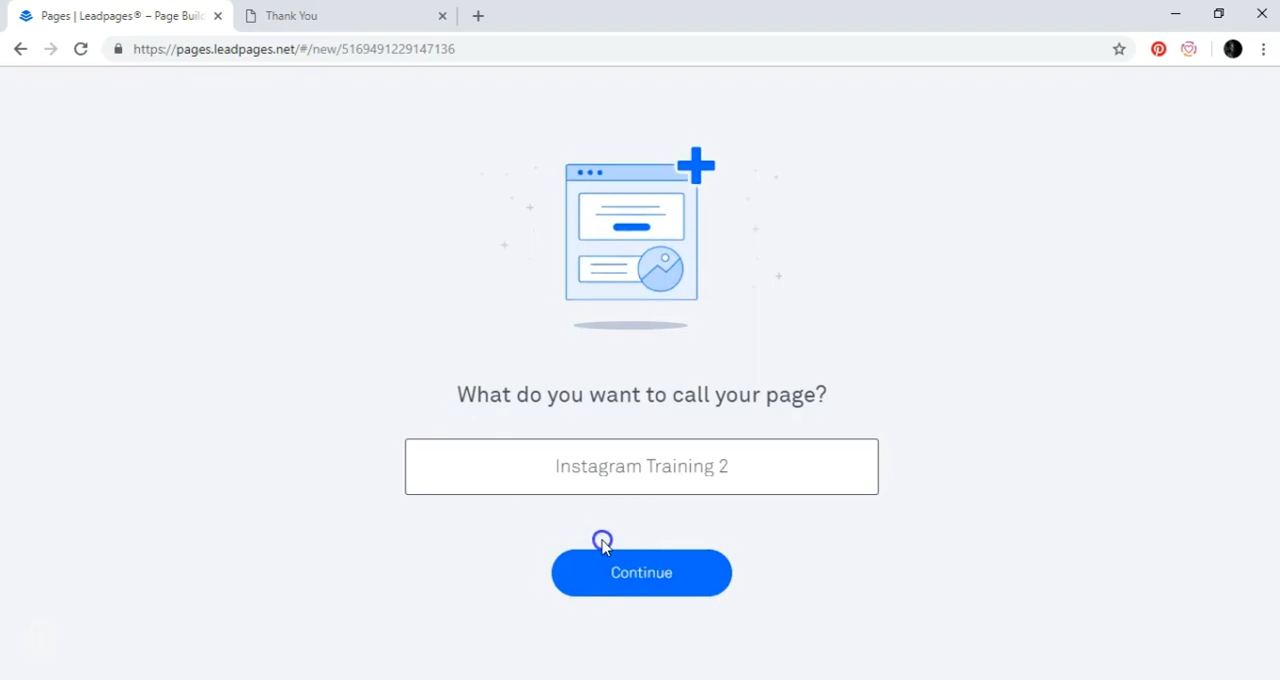 Pages | Leadpages® – Page Buil
Thank You
https://pages.leadpages.net/#/new/5169491229147136
What do you want to call your page?
Instagram Training 2
Continue